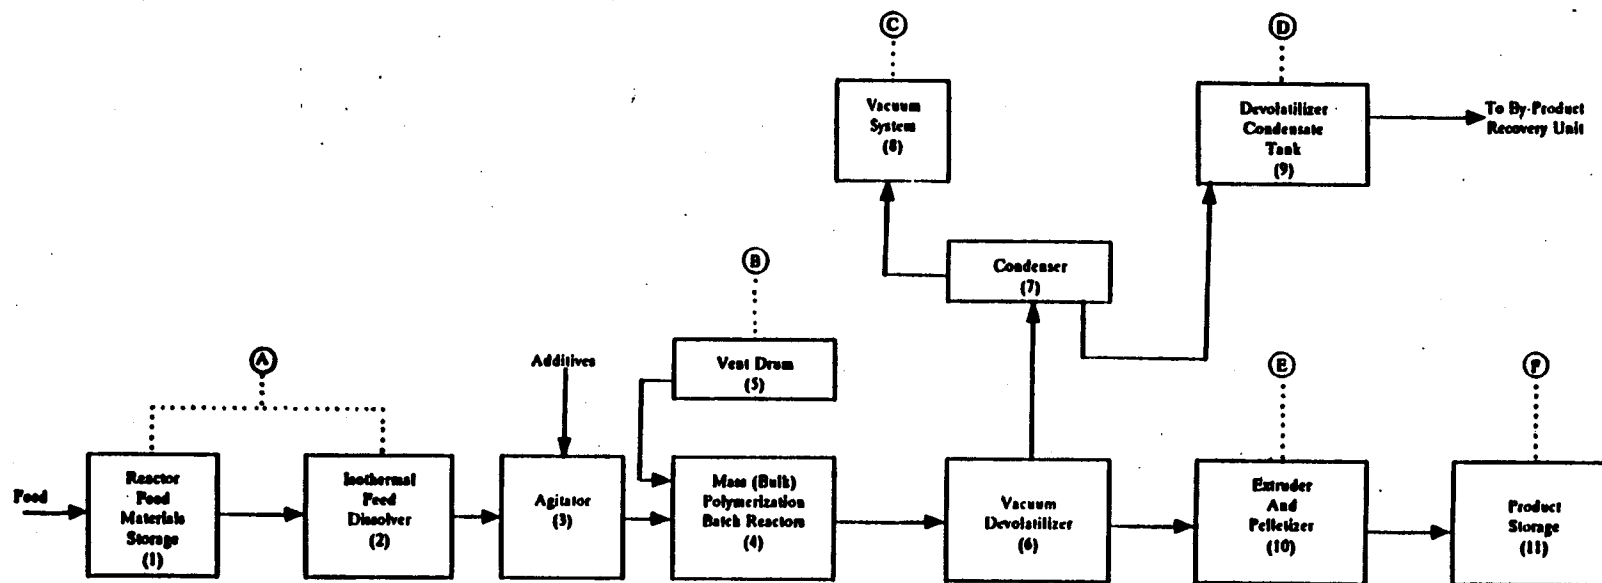 C
D
Vacuum
System
(8)
Devolatilizer
Condensate
Tank
(9)
To By-Product
Recovery Unit
B
Condenser
(7)
A
Additives
Vent Drum
(5)
E
F
Feed
Reactor
Feed
Materials
Storage
(1)
Isothermal
Feed
Dissolver
(2)
Agitator
(3)
Mass (Bulk)
Polymerization
Batch Reactors
(4)
Vacuum
Devolatilizer
(6)
Extruder
And
Pelletizer
(10)
Product
Storage
(11)